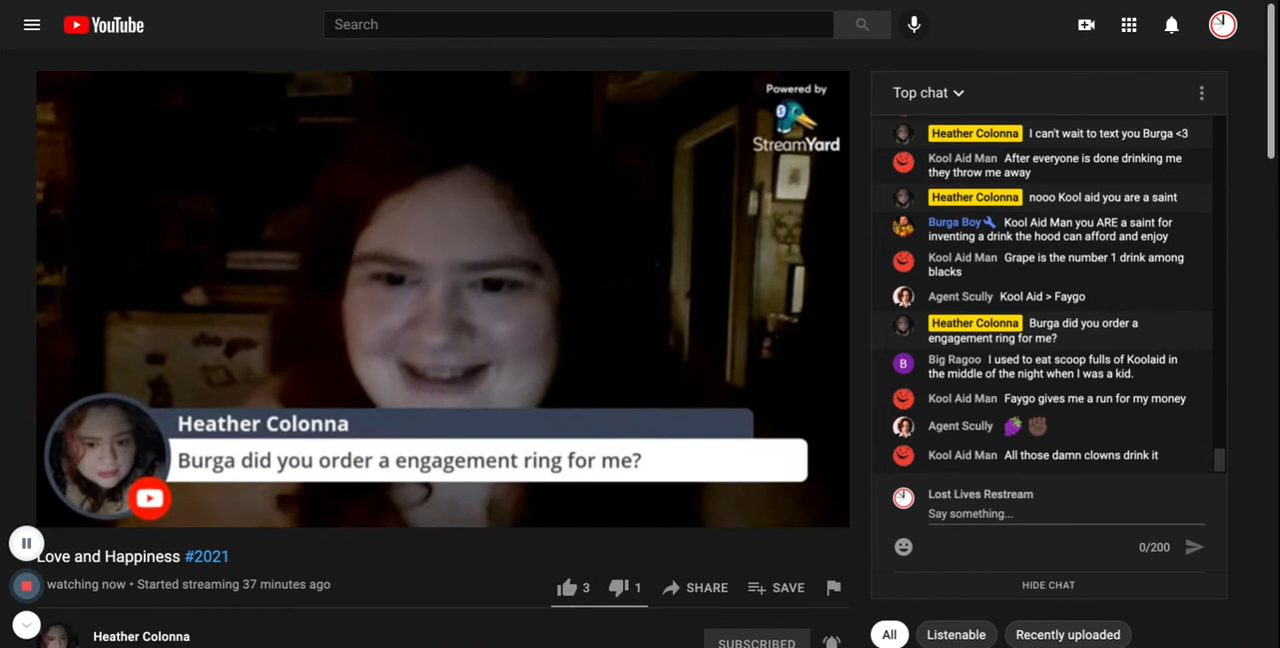 YouTube
Search
Powered by
StreamYard
Heather Colonna
Burga did you order a engagement ring for me?
Love and Happiness #2021
watching now • Started streaming 37 minutes ago
3
1
SHARE
SAVE
Heather Colonna
SUBSCRIBED
Top chat
Heather Colonna I can't wait to text you Burga <3
Kool Aid Man After everyone is done drinking me
they throw me away
Heather Colonna nooo Kool aid you are a saint
Burga Boy Kool Aid Man you ARE a saint for
inventing a drink the hood can afford and enjoy
Kool Aid Man Grape is the number 1 drink among
blacks
Agent Scully Kool Aid > Faygo
Heather Colonna Burga did you order a
engagement ring for me?
B
Big Ragoo I used to eat scoop fulls of Koolaid in
the middle of the night when I was a kid.
Kool Aid Man Faygo gives me a run for my money
Agent Scully 🍇 ✊🏿
Kool Aid Man All those damn clowns drink it
Lost Lives Restream
Say something...
0/200
HIDE CHAT
All
Listenable
Recently uploaded